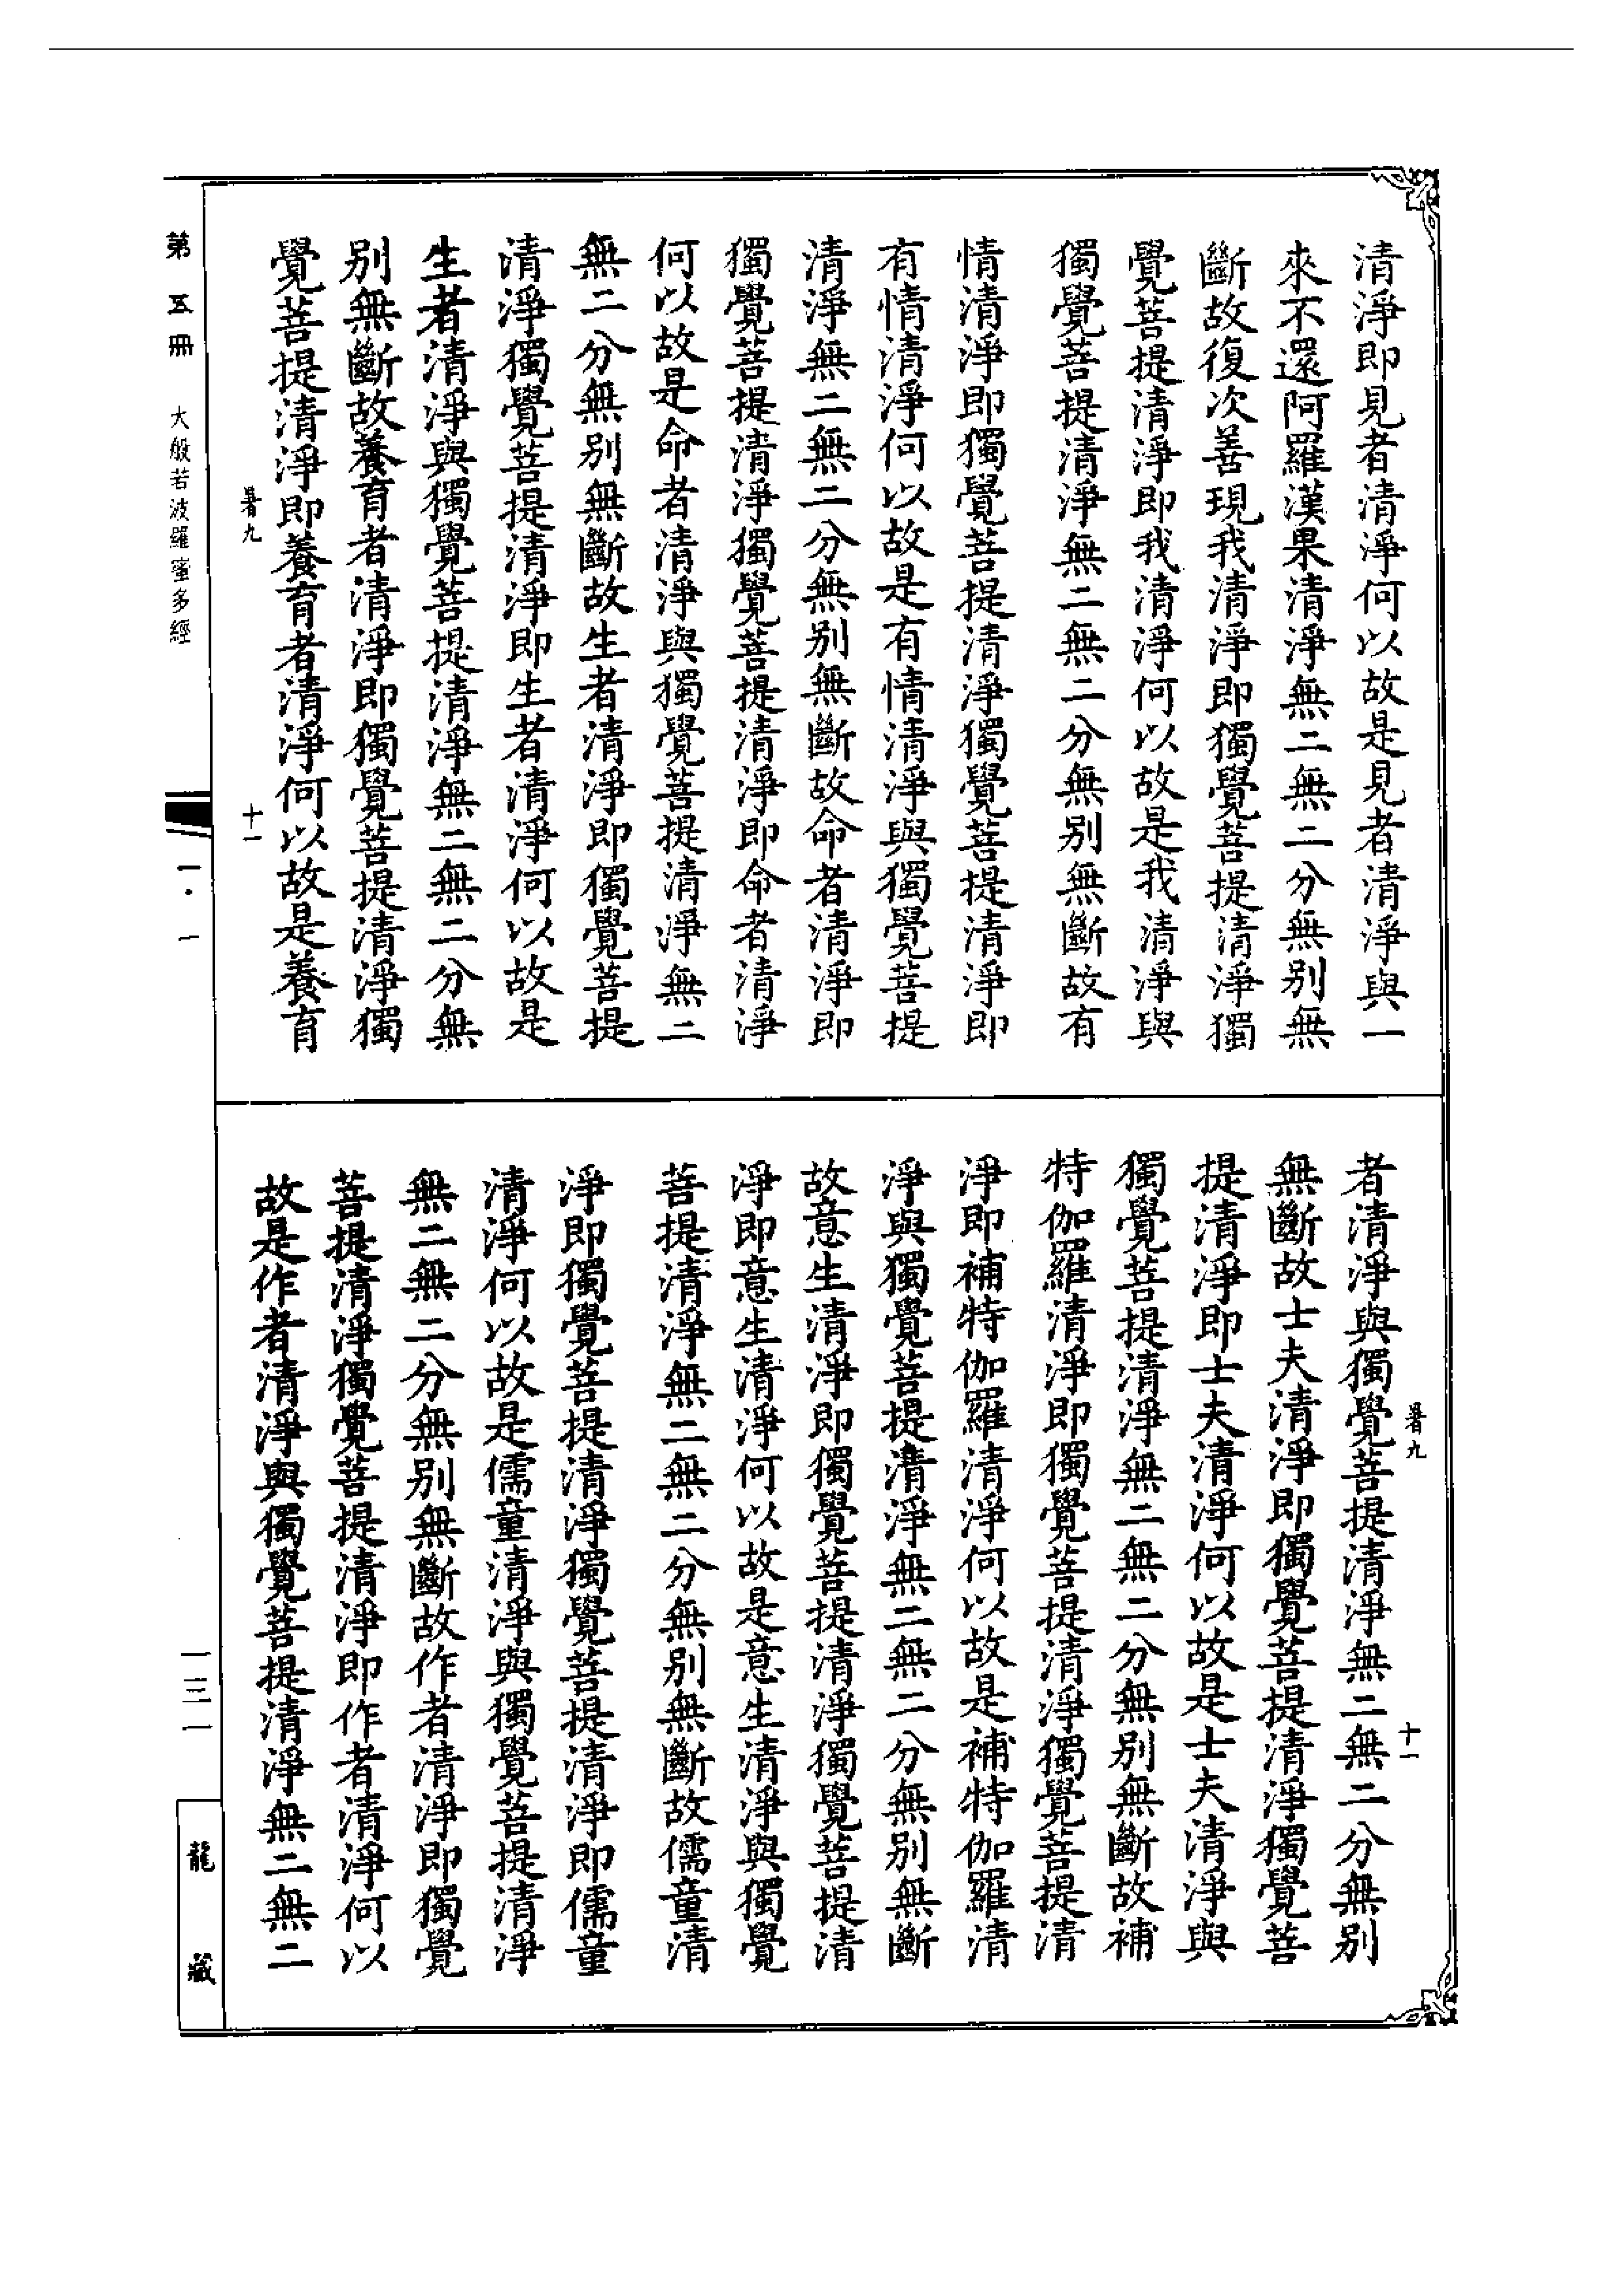 清淨即見者清淨何以故是見者清淨與一
來不還阿羅漢果清淨無二無二分無別無
斷故復次善現我清淨即獨覺菩提清淨獨
覺菩提清淨即我清淨何以故是我清淨與
獨覺菩提清淨無二無二分無別無斷故有
情清淨即獨覺菩提清淨獨覺菩提清淨即
有情清淨何以故是有情清淨與獨覺菩提
清淨無二無二分無別無斷故命者清淨即
獨覺菩提清淨獨覺菩提清淨即命者清淨
何以故是命者清淨與獨覺菩提清淨無二
無二分無別無斷故生者清淨即獨覺菩提
清淨獨覺菩提清淨即生者清淨何以故是
生者清淨與獨覺菩提清淨無二無二分無
別無斷故養育者清淨即獨覺菩提清淨獨
覺菩提清淨即養育者清淨何以故是養育
暑九 十一
暑九 十一
者清淨與獨覺菩提清淨無二無二分無別
無斷故士夫清淨即獨覺菩提清淨獨覺菩
提清淨即士夫清淨何以故是士夫清淨與
獨覺菩提清淨無二無二分無別無斷故補
特伽羅清淨即獨覺菩提清淨獨覺菩提清
淨即補特伽羅清淨何以故是補特伽羅清
淨與獨覺菩提清淨無二無二分無別無斷
故意生清淨即獨覺菩提清淨獨覺菩提清
淨即意生清淨何以故是意生清淨與獨覺
菩提清淨無二無二分無別無斷故儒童清
淨即獨覺菩提清淨獨覺菩提清淨即儒童
清淨何以故是儒童清淨與獨覺菩提清淨
無二無二分無別無斷故作者清淨即獨覺
菩提清淨獨覺菩提清淨即作者清淨何以
故是作者清淨與獨覺菩提清淨無二無二
第五冊 大般若波羅蜜多經 一·一 一三一 龍藏